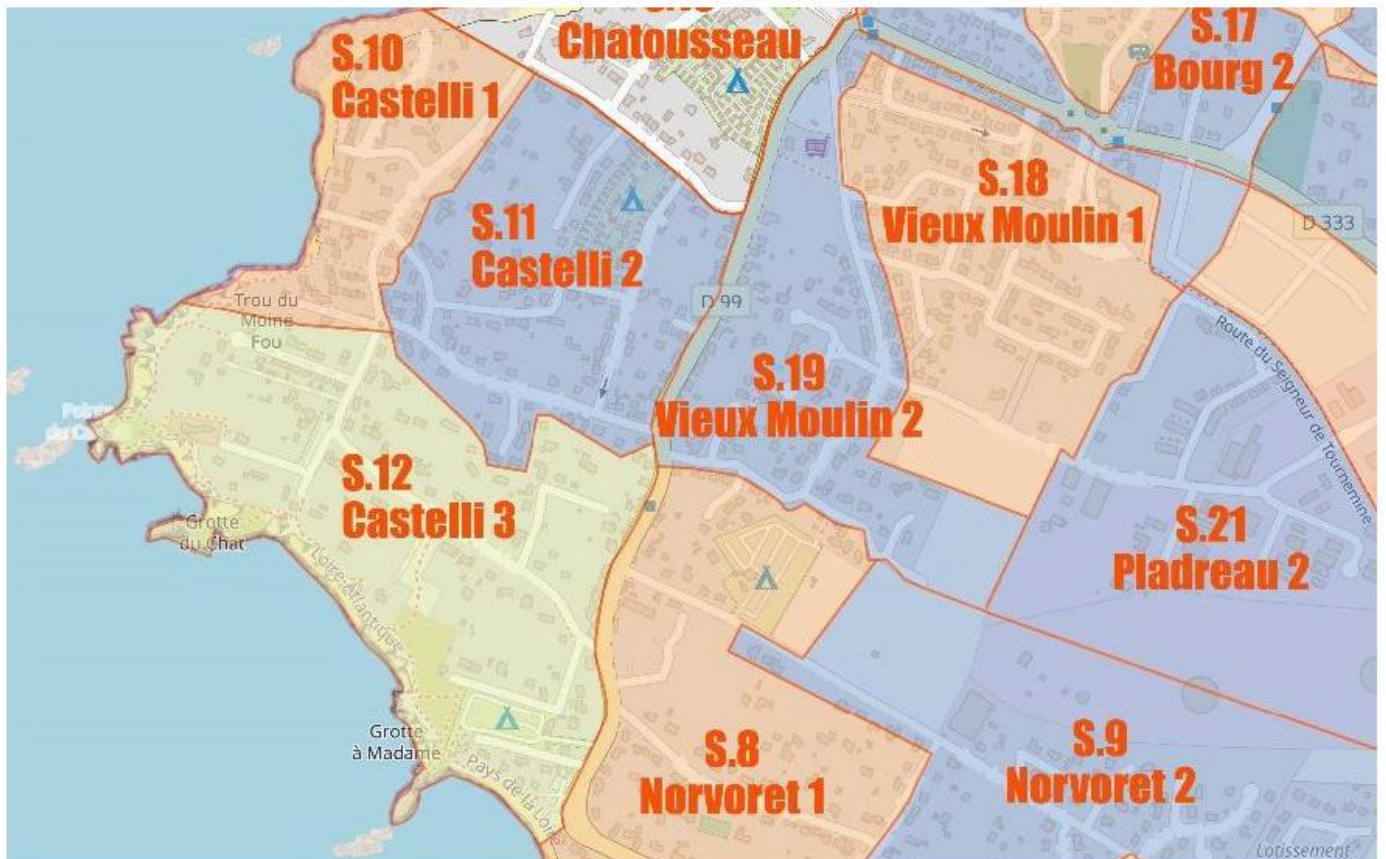 Chatousseau
S.17
Bourg 2
S.10
Castelli 1
S.18
Vieux Moulin 1
S.11
Castelli 2
D 333
D 99
Trou du
Moine
Fou
Route du Seigneur de Tournemine
S.19
Vieux Moulin 2
S.12
Castelli 3
Grotte
du Chat
Loire-Atlantique
S.21
Pladreau 2
Grotte
à Madame
Pays de la Loire
S.8
Norvoret 1
S.9
Norvoret 2
Lotissement